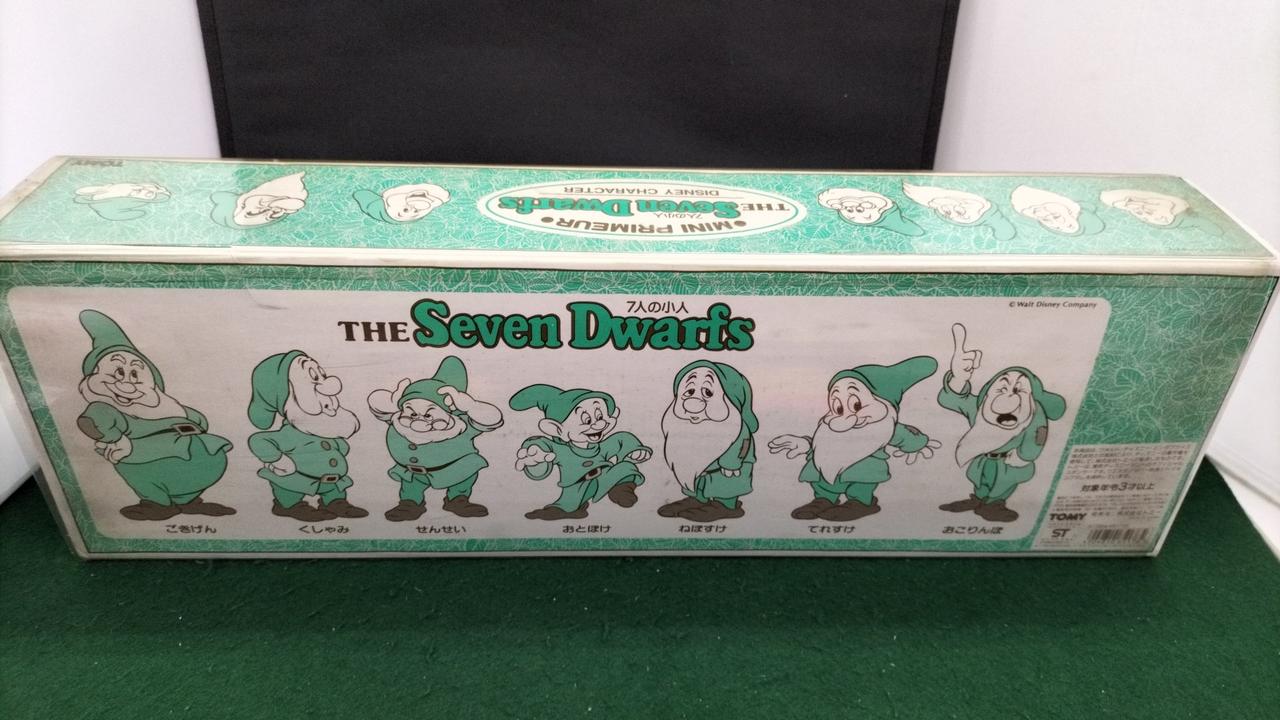 TOMY
DISNEY CHARACTER
THE Seven Dwarfs
7人の小人
•MINI PRIMEUR•
7人の小人
THE Seven Dwarfs
© Walt Disney Company
ごきげん
くしゃみ
せんせい
おとぼけ
ねぼすけ
てれすけ
おこりんぼ
対象年令3才以上
TOMY
ST